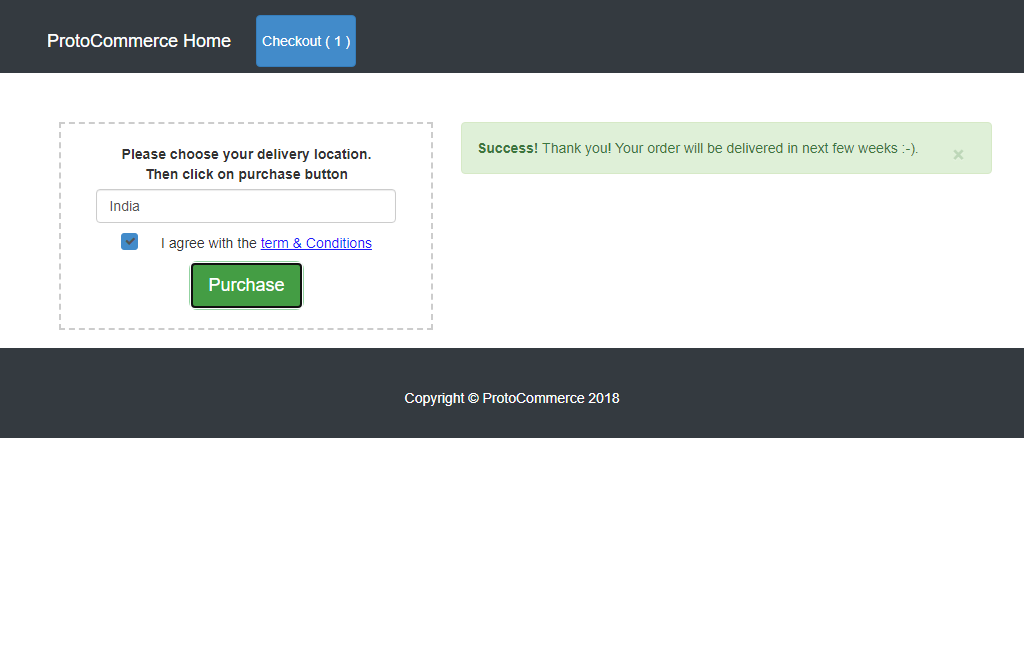 ProtoCommerce Home
Checkout ( 1 )
Please choose your delivery location.
Then click on purchase button
India
I agree with the term & Conditions
Purchase
Success! Thank you! Your order will be delivered in next few weeks :-).
×
Copyright © ProtoCommerce 2018